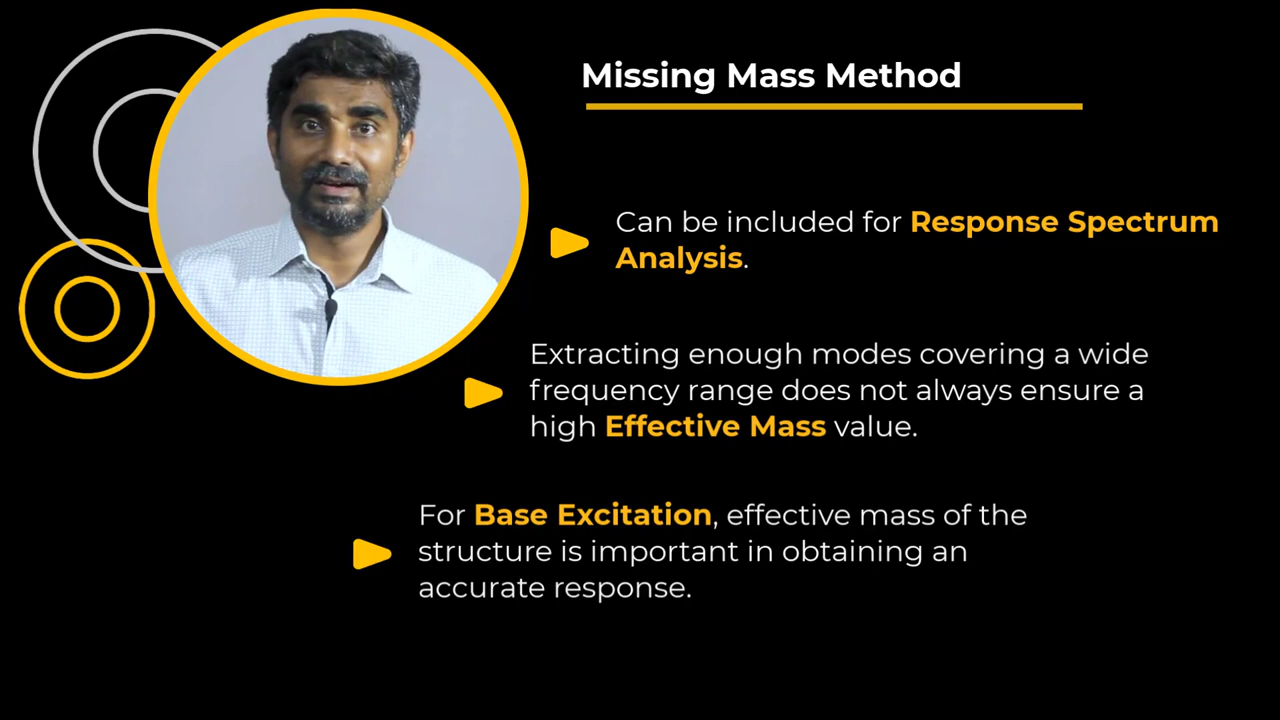 Missing Mass Method
Can be included for Response Spectrum
Analysis.
Extracting enough modes covering a wide
frequency range does not always ensure a
high Effective Mass value.
For Base Excitation, effective mass of the
structure is important in obtaining an
accurate response.